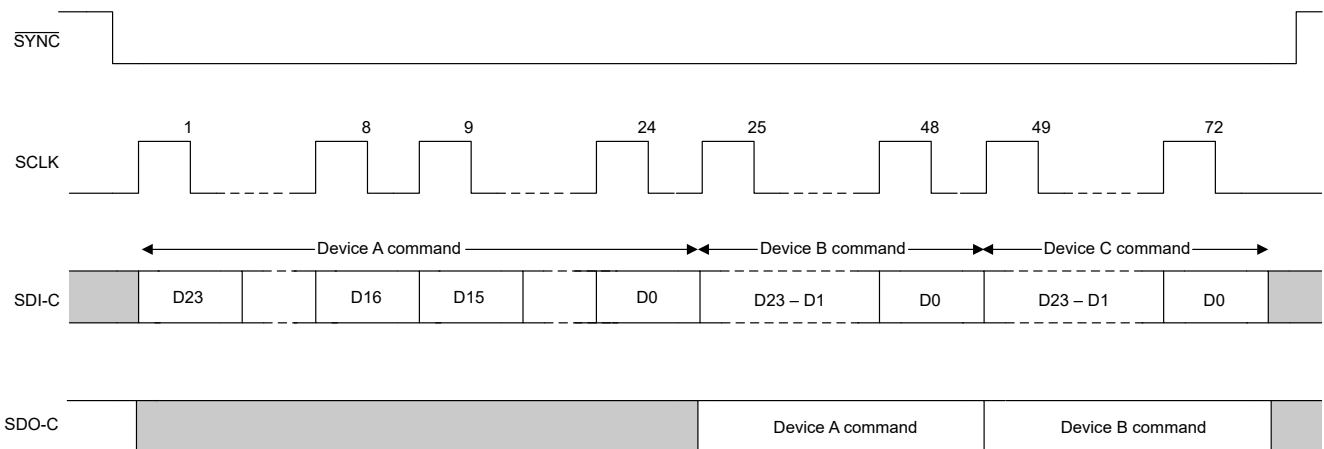 SYNC
1 8 9 24 25 48 49 72
SCLK
Device A command Device B command Device C command
SDI-C D23 D16 D15 D0 D23 – D1 D0 D23 – D1 D0
SDO-C Device A command Device B command